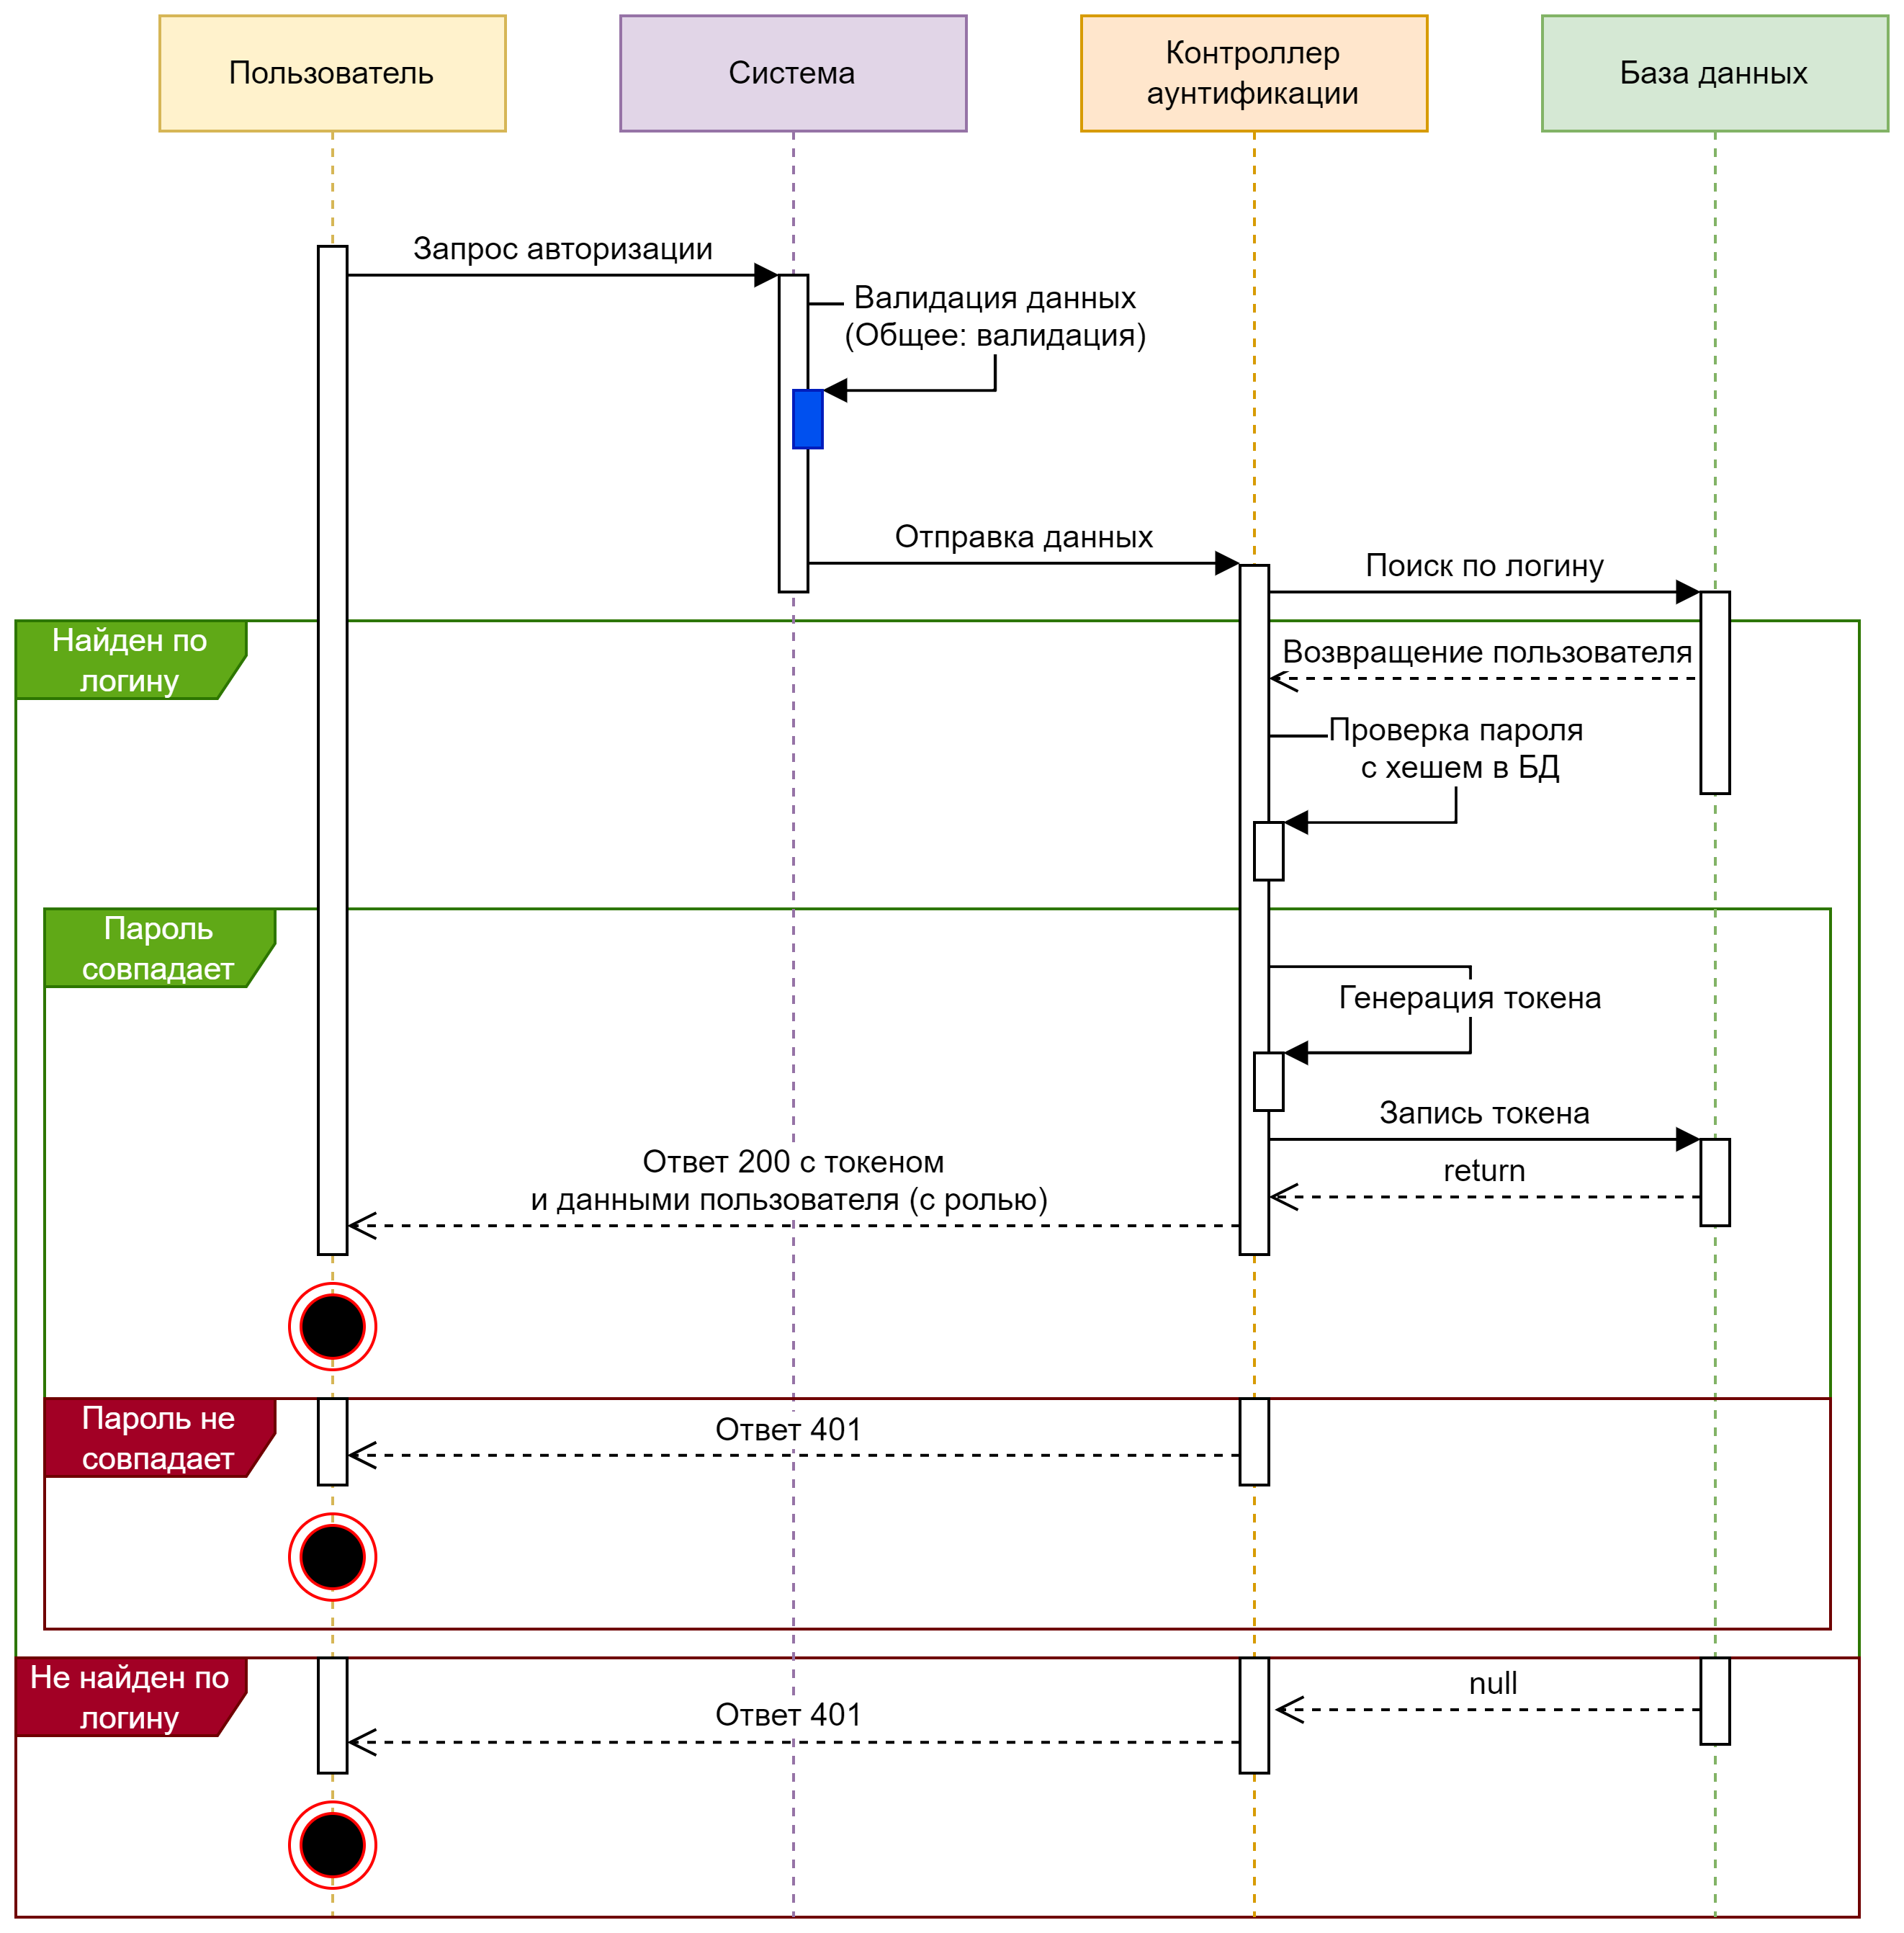 Пользователь
Система
Контроллер
аунтификации
База данных
Запрос авторизации
Валидация данных
(Общее: валидация)
Отправка данных
Поиск по логину
Найден по
логину
Возвращение пользователя
Проверка пароля
с хешем в БД
Пароль
совпадает
Генерация токена
Запись токена
return
Ответ 200 с токеном
и данными пользователя (с ролью)
Пароль не
совпадает
Ответ 401
Не найден по
логину
null
Ответ 401